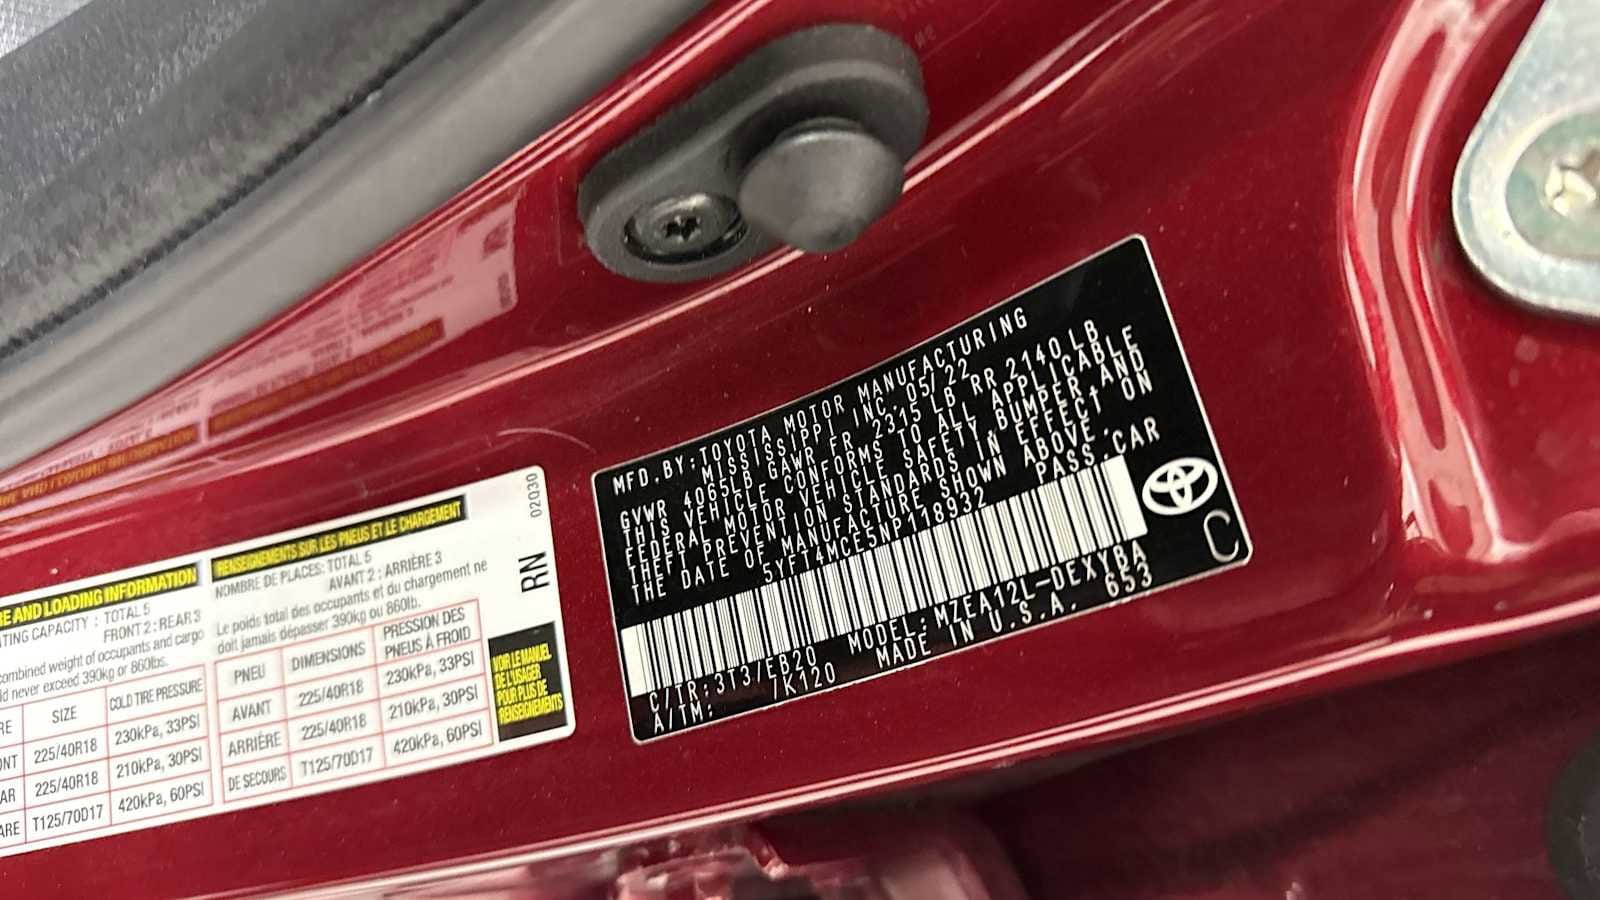 RE AND LOADING INFORMATION
TING CAPACITY : TOTAL 5
FRONT 2 : REAR 3
combined weight of occupants and cargo
ld never exceed 390kg or 860lbs.
RE SIZE COLD TIRE PRESSURE
ONT 225/40R18 230kPa, 33PSI
AR 225/40R18 210kPa, 30PSI
ARE T125/70D17 420kPa, 60PSI
RENSEIGNEMENTS SUR LES PNEUS ET LE CHARGEMENT
NOMBRE DE PLACES: TOTAL 5
AVANT 2 : ARRIÈRE 3
Le poids total des occupants et du chargement ne
doit jamais dépasser 390kg ou 860lb.
PNEU DIMENSIONS PRESSION DES
PNEUS À FROID
AVANT 225/40R18 230kPa, 33PSI
ARRIÈRE 225/40R18 210kPa, 30PSI
DE SECOURS T125/70D17 420kPa, 60PSI
02Q30
RN
VOIR LE MANUEL
DE L'USAGER
POUR PLUS DE
RENSEIGNEMENTS
MFD.BY:TOYOTA MOTOR MANUFACTURING
MISSISSIPPI INC. 05/22
GVWR 4065LB GAWR FR 2315 LB RR 2140 LB
THIS VEHICLE CONFORMS TO ALL APPLICABLE
FEDERAL MOTOR VEHICLE SAFETY, BUMPER, AND
THEFT PREVENTION STANDARDS IN EFFECT ON
THE DATE OF MANUFACTURE SHOWN ABOVE.
5YFT4MCE5NP118932 PASS.CAR
C/TR:3T3/EB20 MODEL:MZEA12L-DEXYBA
A/TM: /K120 MADE IN U.S.A. 653
C